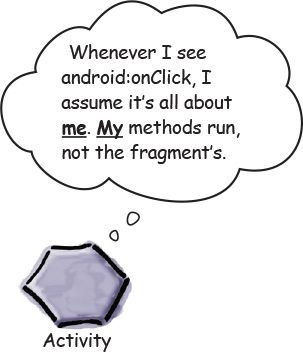 Whenever I see
android:onClick, I
assume it's all about
me. My methods run,
not the fragment's.
Activity